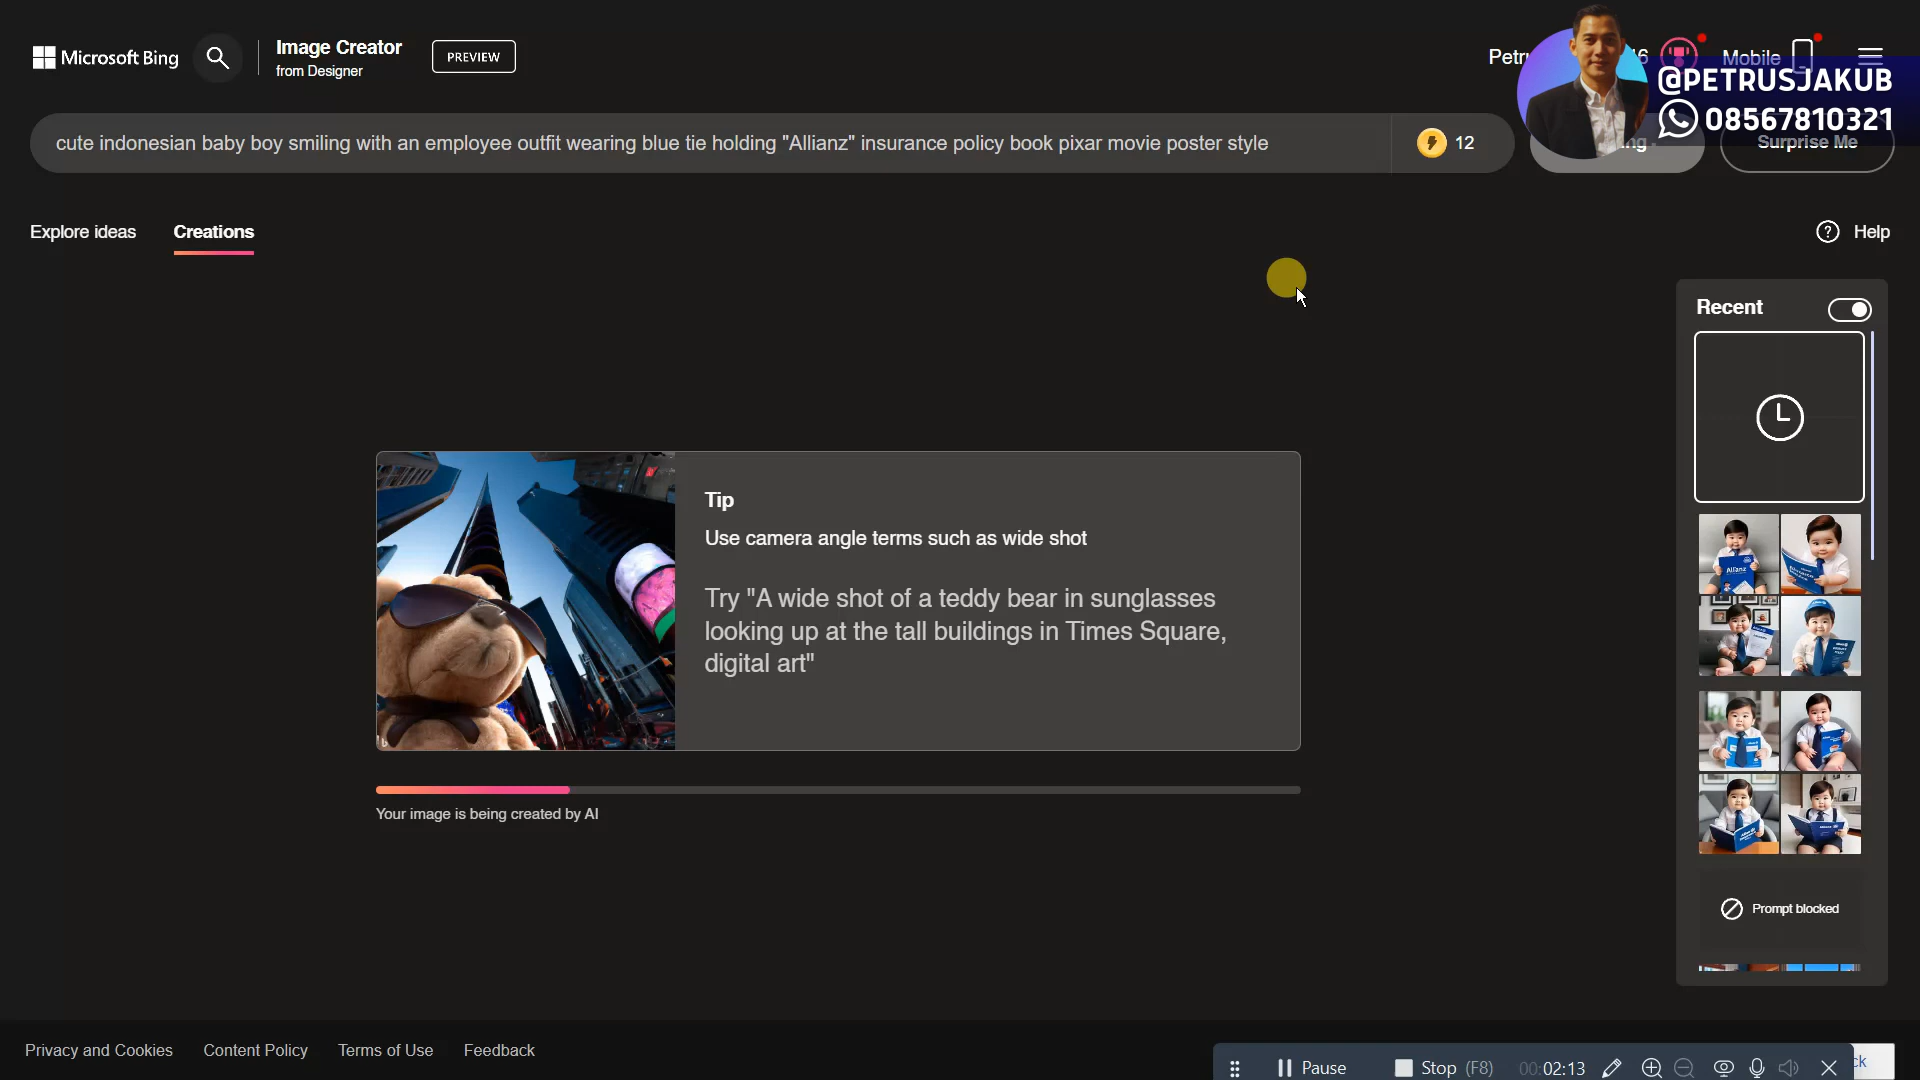 Microsoft Bing
Image Creator
from Designer
PREVIEW
Petr
6
Mobile
@PETRUSJAKUB
08567810321
cute indonesian baby boy smiling with an employee outfit wearing blue tie holding "Allianz" insurance policy book pixar movie poster style
12
Surprise Me
Explore ideas
Creations
Help
Recent
Tip
Use camera angle terms such as wide shot
Try "A wide shot of a teddy bear in sunglasses
looking up at the tall buildings in Times Square,
digital art"
Your image is being created by AI
Allianz
Prompt blocked
Privacy and Cookies
Content Policy
Terms of Use
Feedback
Pause
Stop (F8)
00:02:13